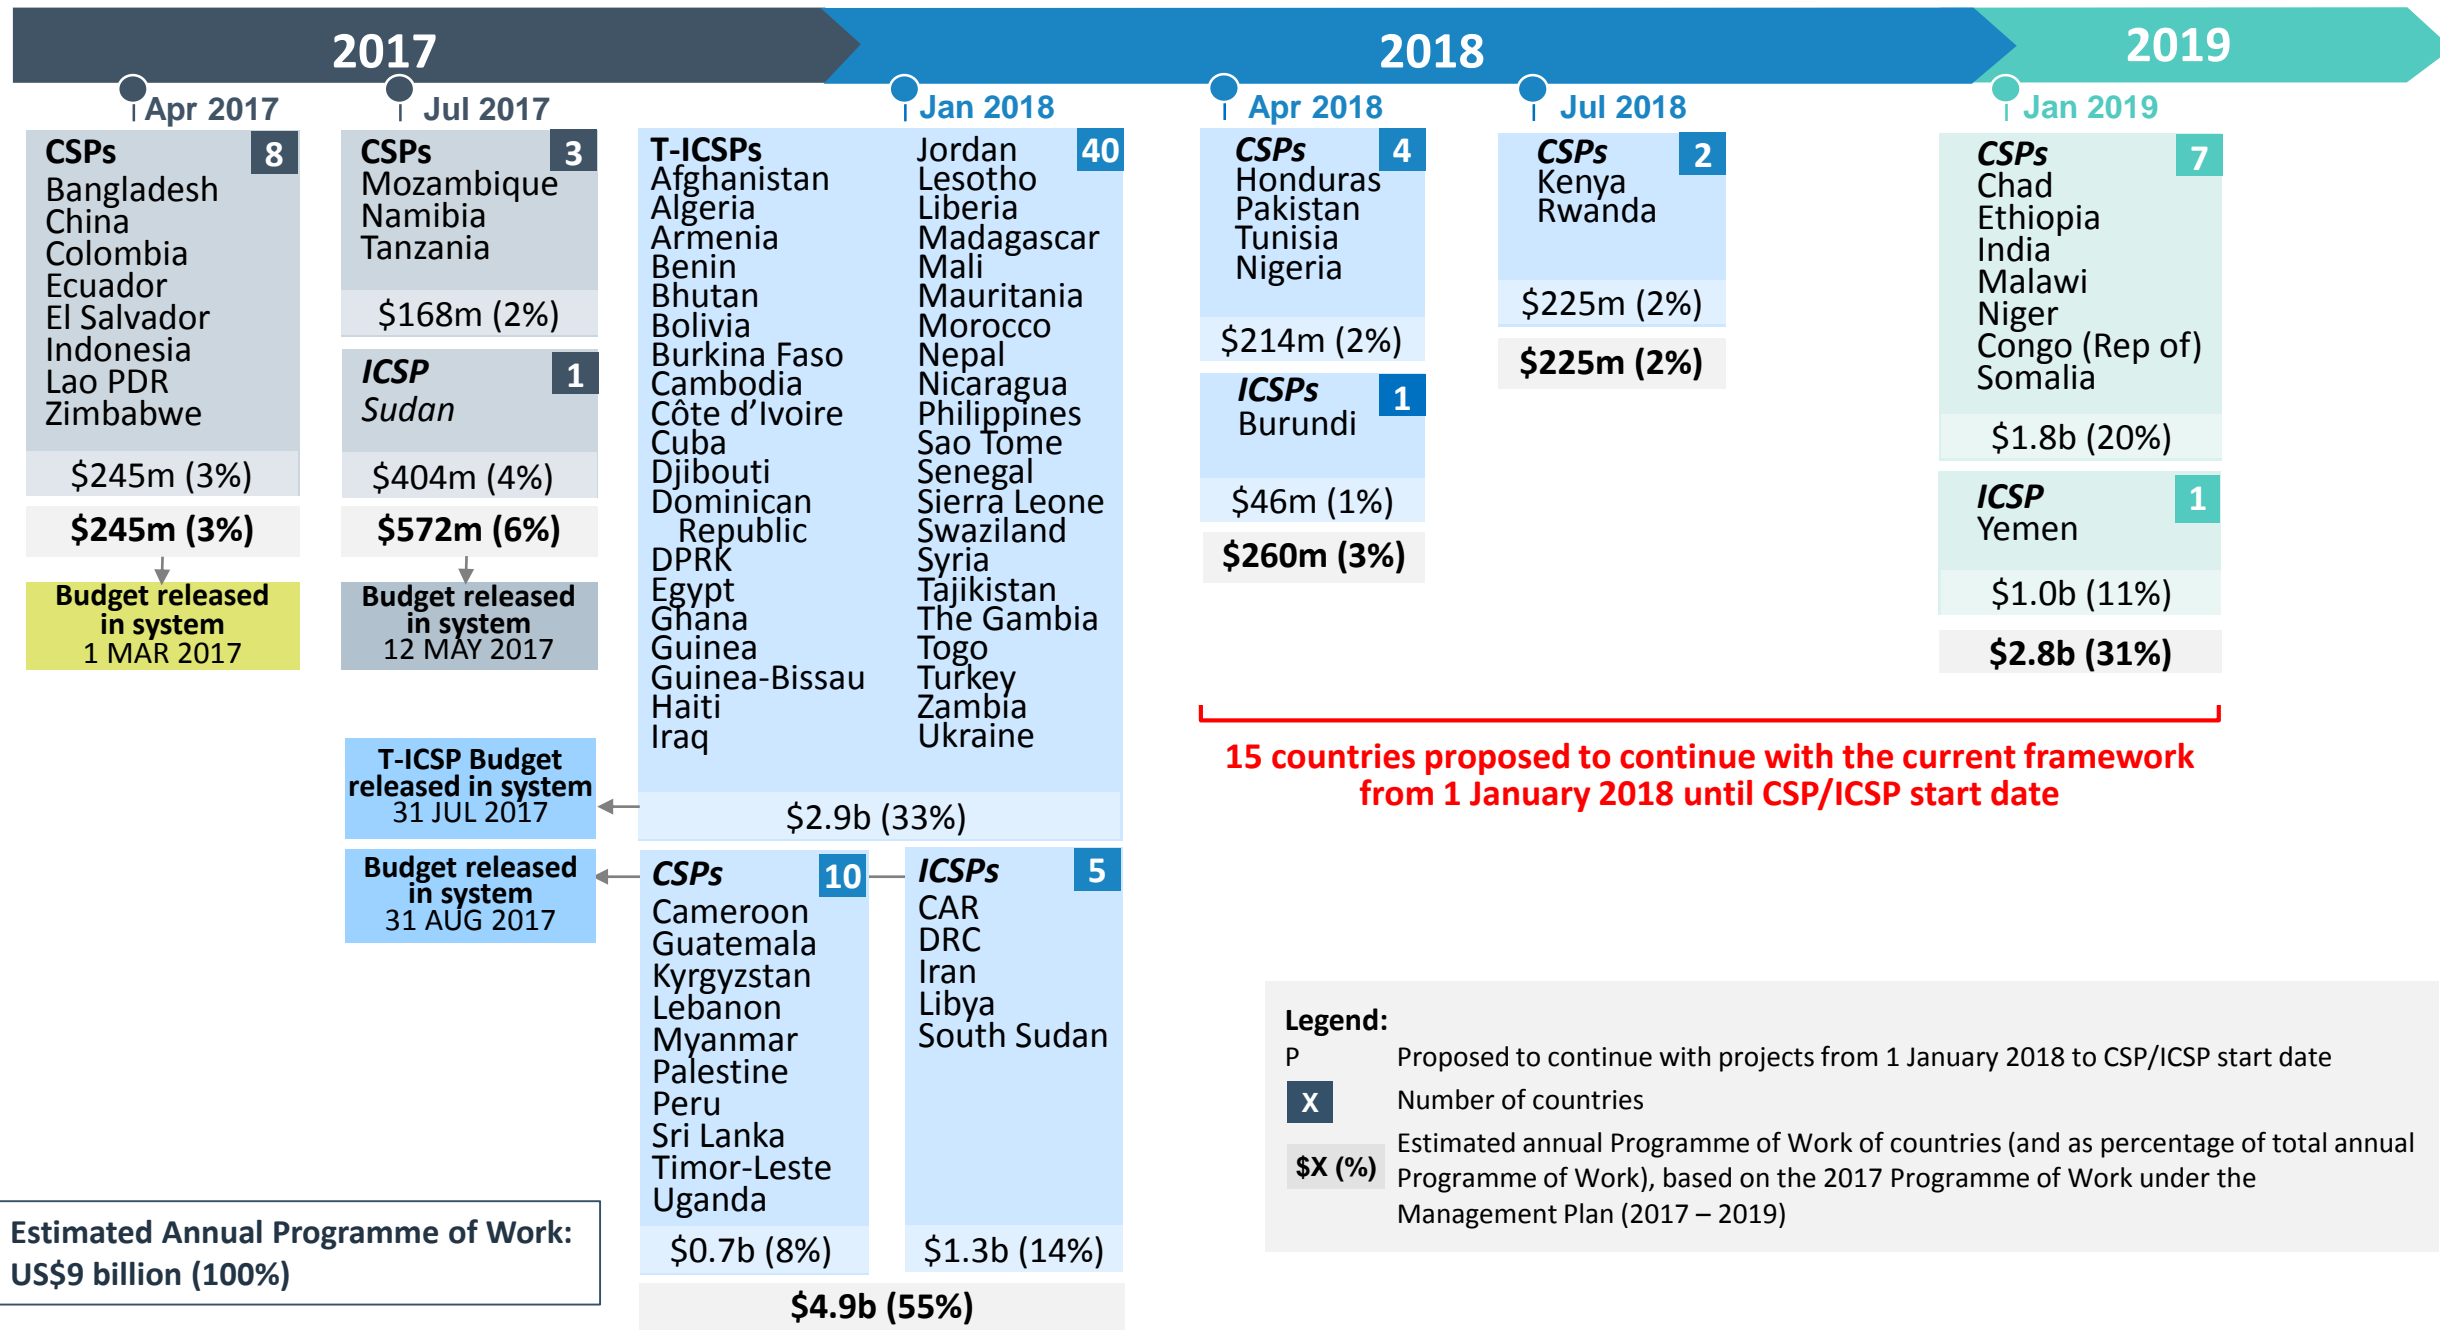 2017
2018
2019
Apr 2017
Jul 2017
Jan 2018
Apr 2018
Jul 2018
Jan 2019
CSPs
8
Bangladesh
China
Colombia
Ecuador
El Salvador
Indonesia
Lao PDR
Zimbabwe
$245m (3%)
$245m (3%)
Budget released
in system
1 MAR 2017
CSPs
3
Mozambique
Namibia
Tanzania
$168m (2%)
ICSP
1
Sudan
$404m (4%)
$572m (6%)
Budget released
in system
12 MAY 2017
T-ICSP Budget
released in system
31 JUL 2017
Budget released
in system
31 AUG 2017
T-ICSPs
Afghanistan
Algeria
Armenia
Benin
Bhutan
Bolivia
Burkina Faso
Cambodia
Côte d’Ivoire
Cuba
Djibouti
Dominican
Republic
DPRK
Egypt
Ghana
Guinea
Guinea-Bissau
Haiti
Iraq
40
Jordan
Lesotho
Liberia
Madagascar
Mali
Mauritania
Morocco
Nepal
Nicaragua
Philippines
Sao Tome
Senegal
Sierra Leone
Swaziland
Syria
Tajikistan
The Gambia
Togo
Turkey
Zambia
Ukraine
$2.9b (33%)
CSPs
10
Cameroon
Guatemala
Kyrgyzstan
Lebanon
Myanmar
Palestine
Peru
Sri Lanka
Timor-Leste
Uganda
$0.7b (8%)
ICSPs
5
CAR
DRC
Iran
Libya
South Sudan
$1.3b (14%)
$4.9b (55%)
CSPs
4
Honduras
Pakistan
Tunisia
Nigeria
$214m (2%)
ICSPs
1
Burundi
$46m (1%)
$260m (3%)
CSPs
2
Kenya
Rwanda
$225m (2%)
$225m (2%)
CSPs
7
Chad
Ethiopia
India
Malawi
Niger
Congo (Rep of)
Somalia
$1.8b (20%)
ICSP
1
Yemen
$1.0b (11%)
$2.8b (31%)
15 countries proposed to continue with the current framework
from 1 January 2018 until CSP/ICSP start date
Legend:
P Proposed to continue with projects from 1 January 2018 to CSP/ICSP start date
X Number of countries
$X (%) Estimated annual Programme of Work of countries (and as percentage of total annual
Programme of Work), based on the 2017 Programme of Work under the
Management Plan (2017 – 2019)
Estimated Annual Programme of Work:
US$9 billion (100%)